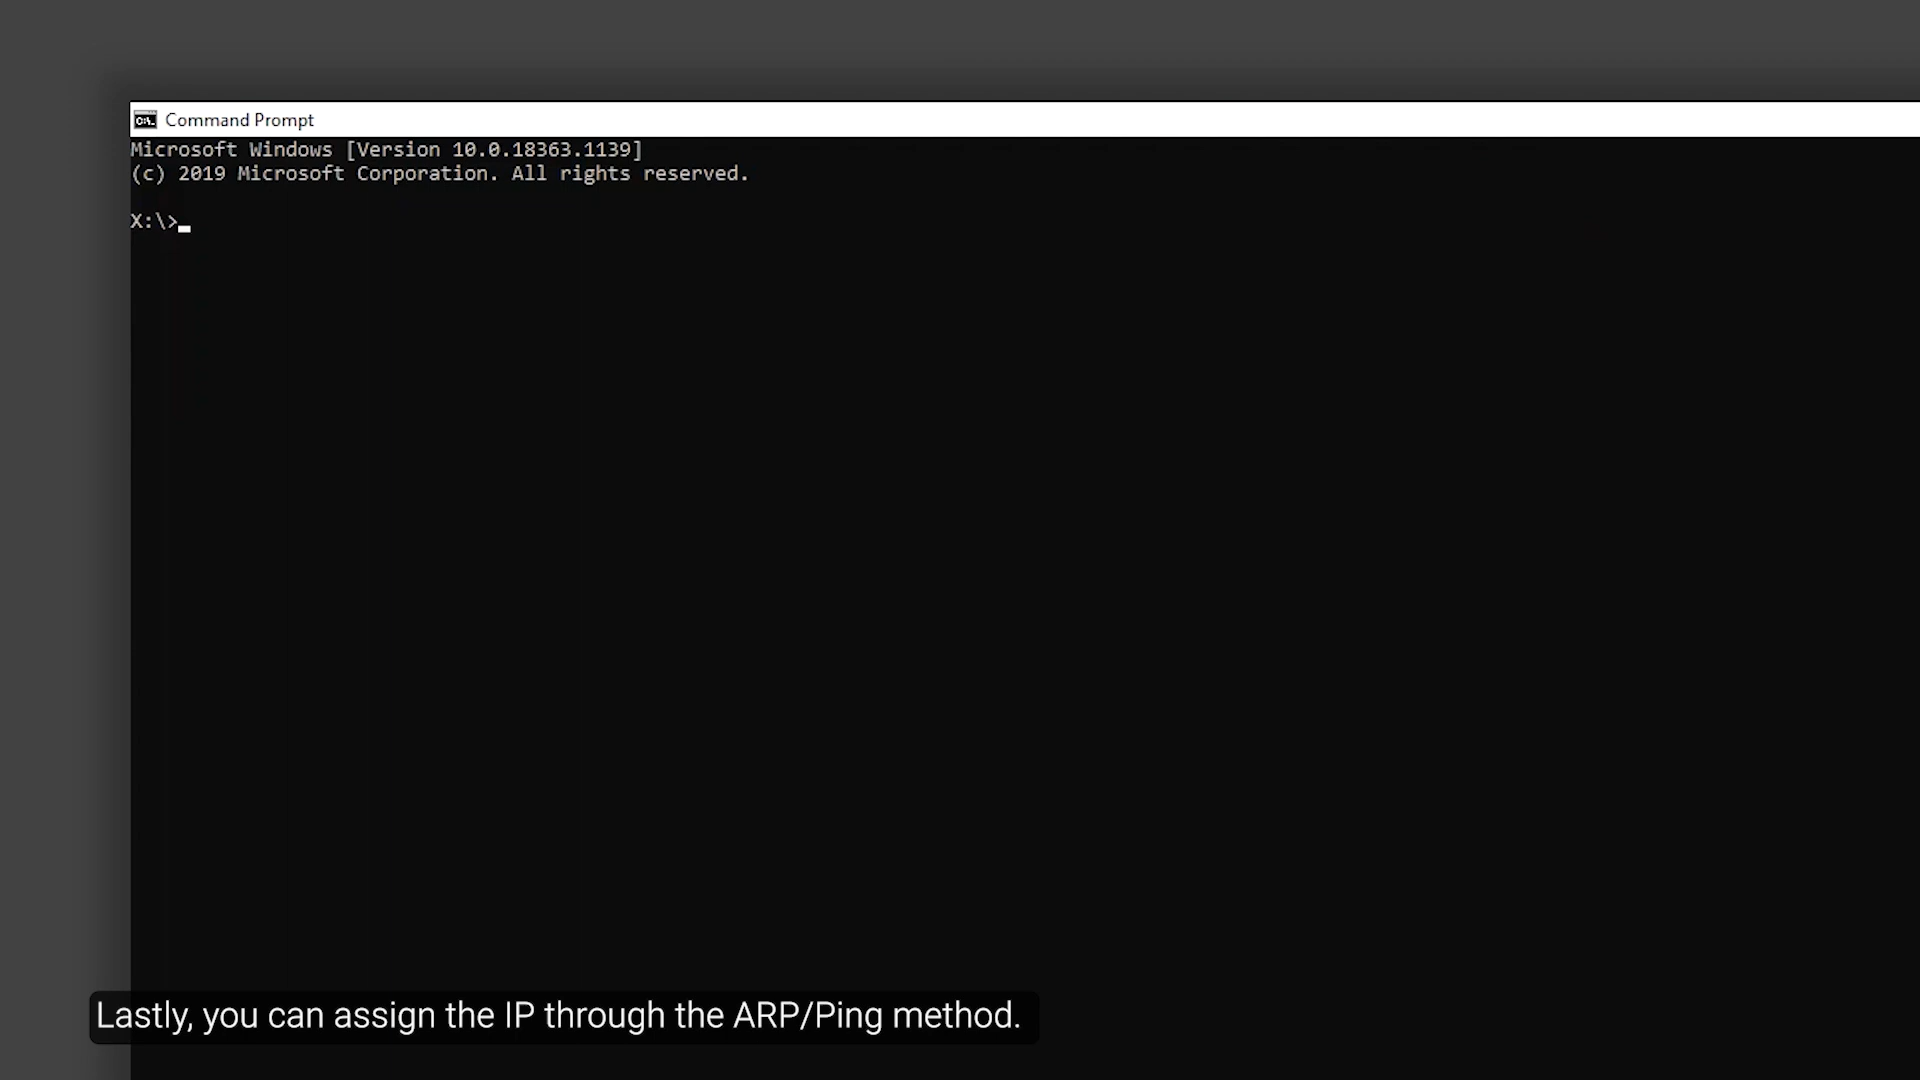 Command Prompt
Microsoft Windows [Version 10.0.18363.1139]
(c) 2019 Microsoft Corporation. All rights reserved.
X:\>
Lastly, you can assign the IP through the ARP/Ping method.